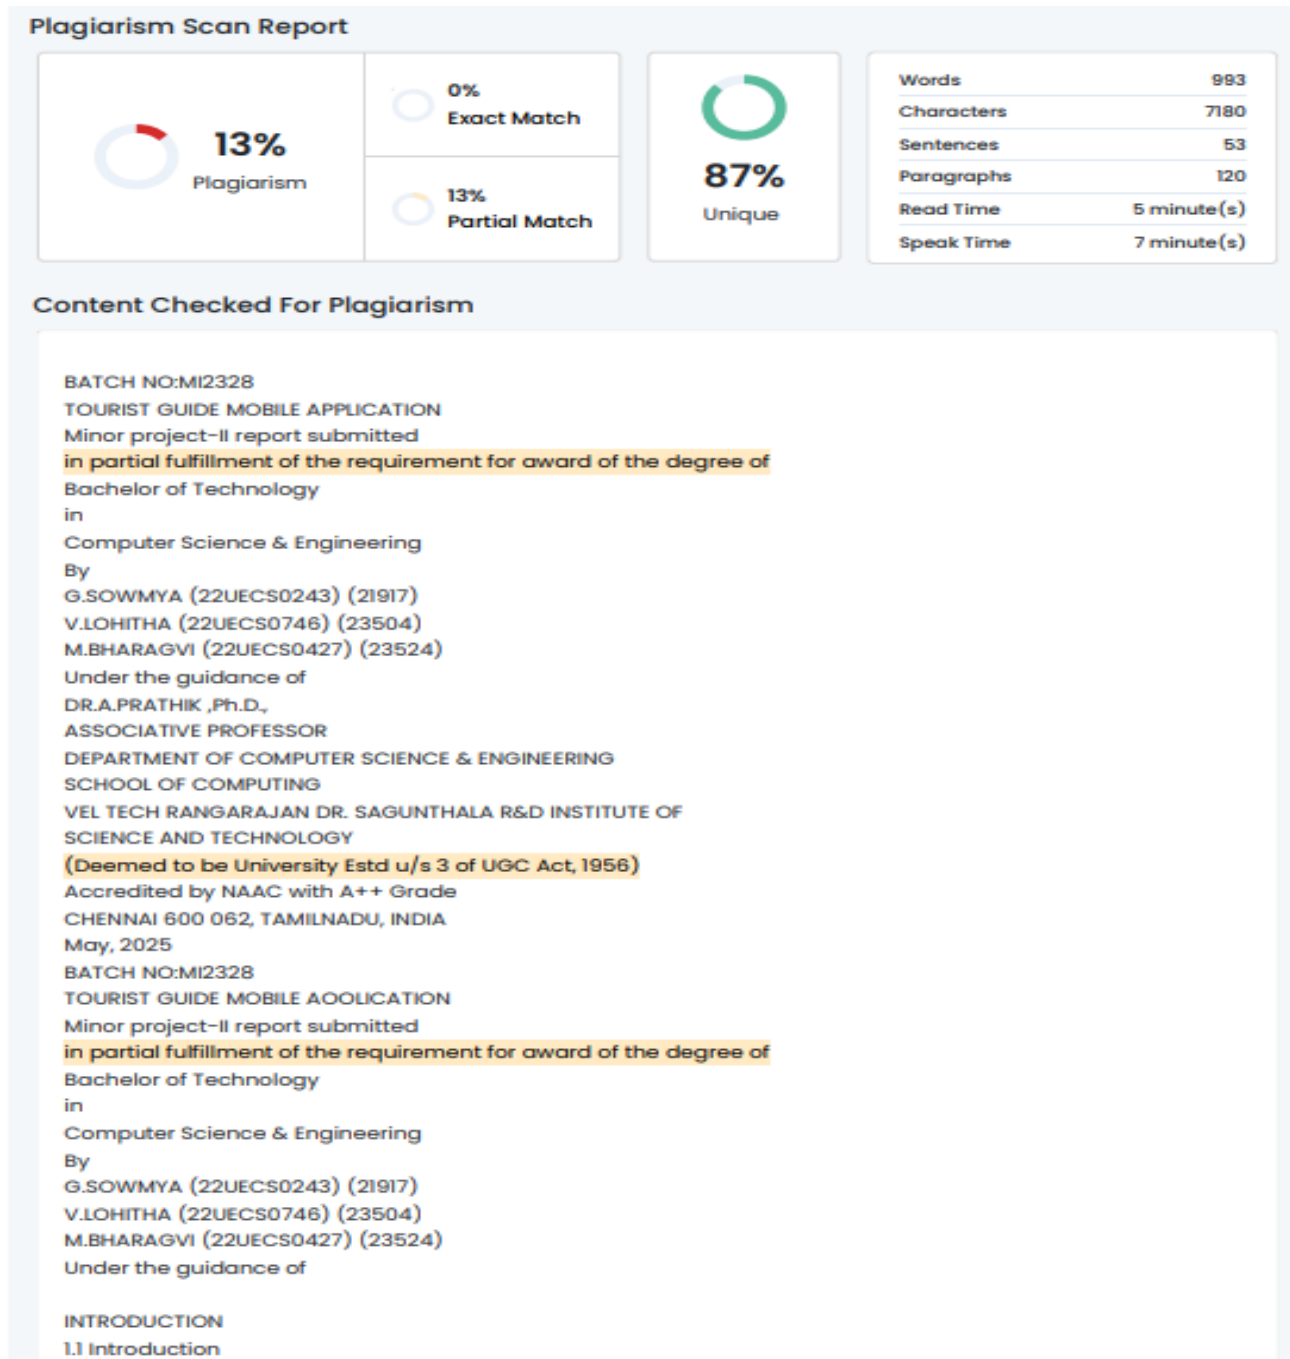 Plagiarism Scan Report
13%
Plagiarism
0%
Exact Match
13%
Partial Match
87%
Unique
Words 993
Characters 7180
Sentences 53
Paragraphs 120
Read Time 5 minute(s)
Speak Time 7 minute(s)
Content Checked For Plagiarism
BATCH NO:MI2328
TOURIST GUIDE MOBILE APPLICATION
Minor project-II report submitted
in partial fulfillment of the requirement for award of the degree of
Bachelor of Technology
in
Computer Science & Engineering
By
G.SOWMYA (22UECS0243) (21917)
V.LOHITHA (22UECS0746) (23504)
M.BHARAGVI (22UECS0427) (23524)
Under the guidance of
DR.A.PRATHIK ,Ph.D.,
ASSOCIATIVE PROFESSOR
DEPARTMENT OF COMPUTER SCIENCE & ENGINEERING
SCHOOL OF COMPUTING
VEL TECH RANGARAJAN DR. SAGUNTHALA R&D INSTITUTE OF
SCIENCE AND TECHNOLOGY
(Deemed to be University Estd u/s 3 of UGC Act, 1956)
Accredited by NAAC with A++ Grade
CHENNAI 600 062, TAMILNADU, INDIA
May, 2025
BATCH NO:MI2328
TOURIST GUIDE MOBILE AOOLICATION
Minor project-II report submitted
in partial fulfillment of the requirement for award of the degree of
Bachelor of Technology
in
Computer Science & Engineering
By
G.SOWMYA (22UECS0243) (21917)
V.LOHITHA (22UECS0746) (23504)
M.BHARAGVI (22UECS0427) (23524)
Under the guidance of
INTRODUCTION
1.1 Introduction